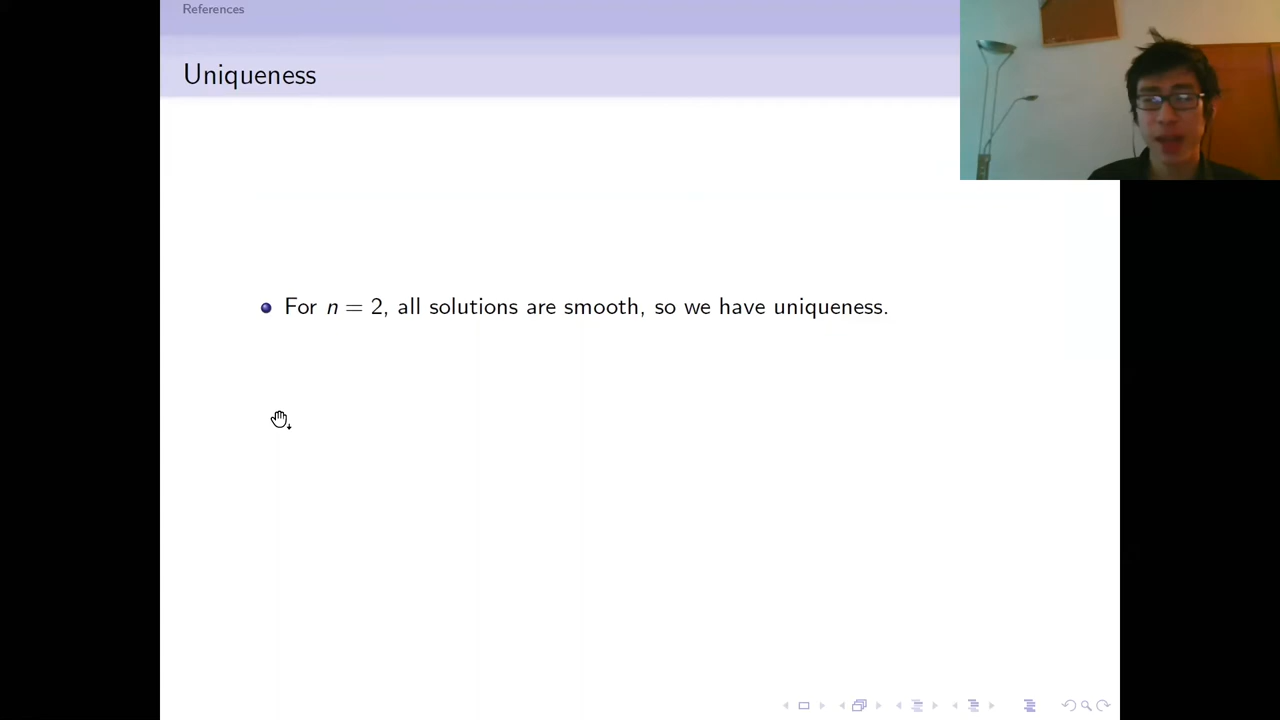 References
Uniqueness
For n = 2, all solutions are smooth, so we have uniqueness.